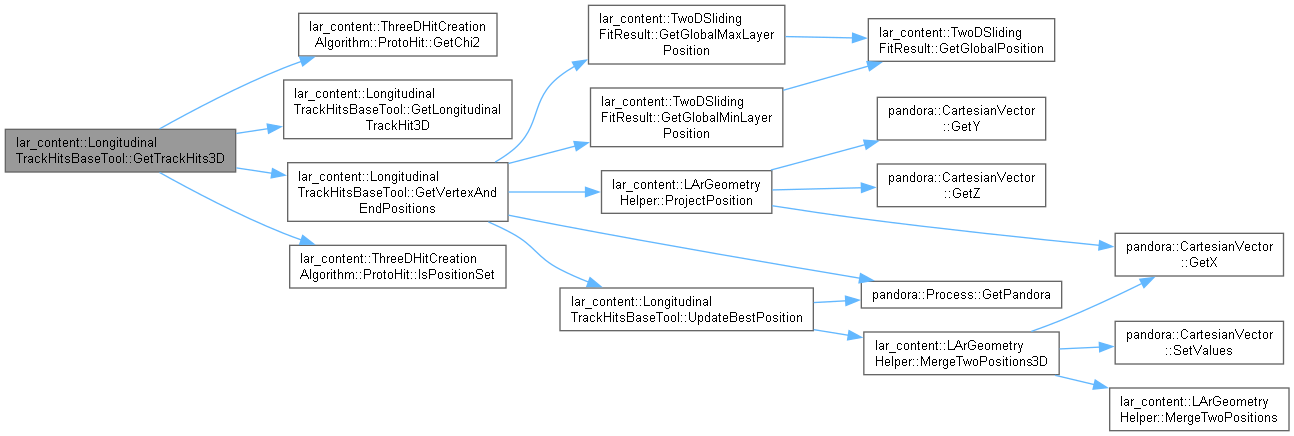 lar_content::Longitudinal
TrackHitsBaseTool::GetTrackHits3D
lar_content::ThreeDHitCreation
Algorithm::ProtoHit::GetChi2
lar_content::Longitudinal
TrackHitsBaseTool::GetLongitudinal
TrackHit3D
lar_content::Longitudinal
TrackHitsBaseTool::GetVertexAnd
EndPositions
lar_content::ThreeDHitCreation
Algorithm::ProtoHit::IsPositionSet
lar_content::TwoDSliding
FitResult::GetGlobalMaxLayer
Position
lar_content::TwoDSliding
FitResult::GetGlobalMinLayer
Position
lar_content::LArGeometry
Helper::ProjectPosition
lar_content::Longitudinal
TrackHitsBaseTool::UpdateBestPosition
lar_content::TwoDSliding
FitResult::GetGlobalPosition
pandora::CartesianVector
::GetY
pandora::CartesianVector
::GetZ
pandora::Process::GetPandora
lar_content::LArGeometry
Helper::MergeTwoPositions3D
pandora::CartesianVector
::GetX
pandora::CartesianVector
::SetValues
lar_content::LArGeometry
Helper::MergeTwoPositions